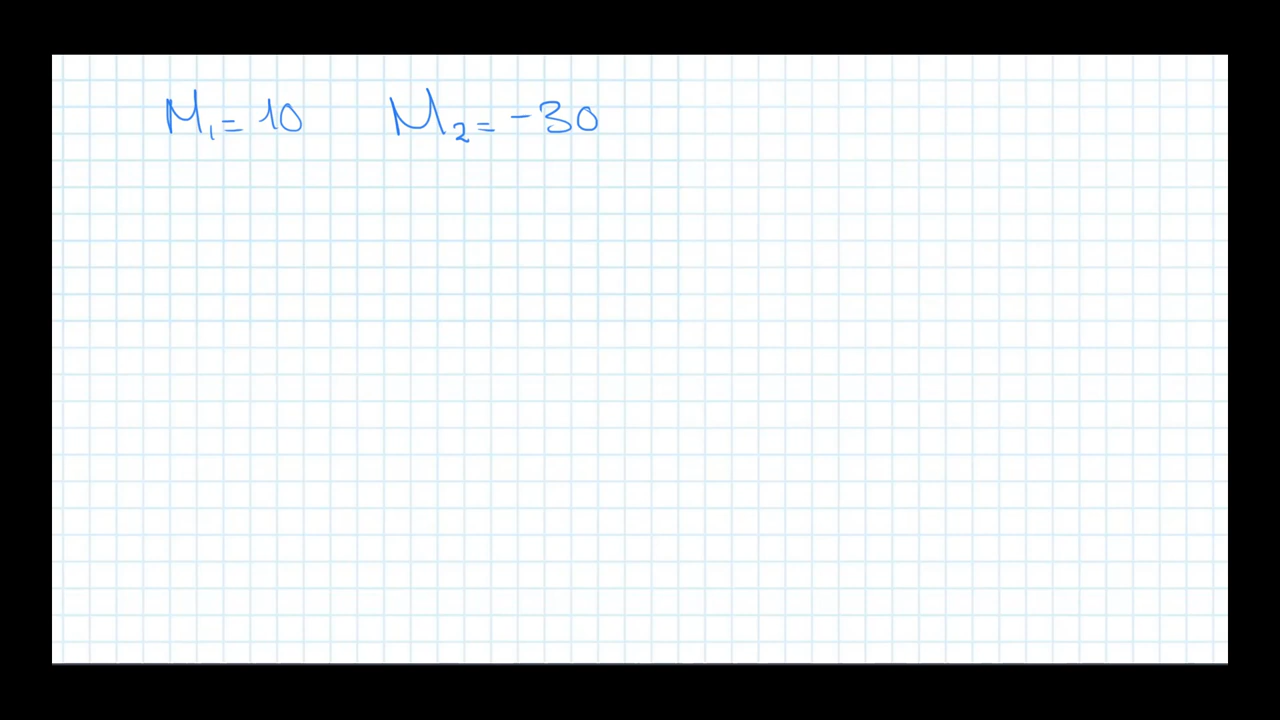 M₁ = 10 M₂ = -30